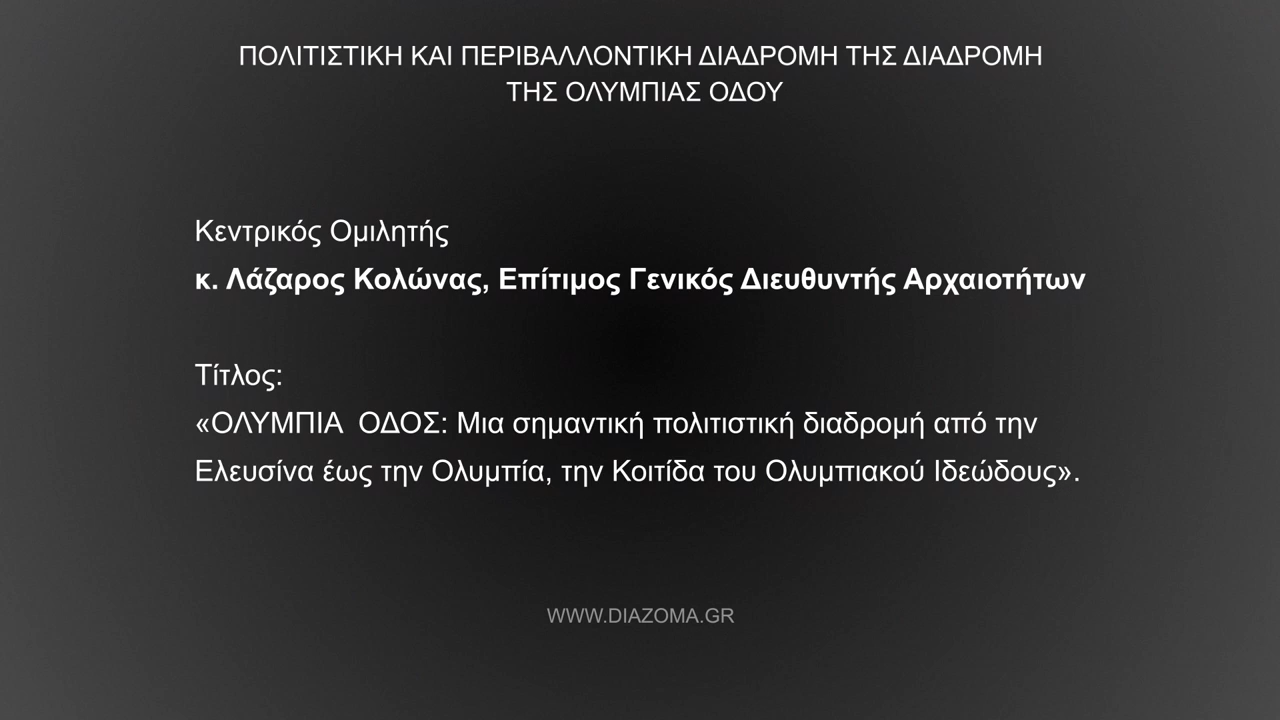 ΠΟΛΙΤΙΣΤΙΚΗ ΚΑΙ ΠΕΡΙΒΑΛΛΟΝΤΙΚΗ ΔΙΑΔΡΟΜΗ ΤΗΣ ΔΙΑΔΡΟΜΗ
ΤΗΣ ΟΛΥΜΠΙΑΣ ΟΔΟΥ
Κεντρικός Ομιλητής
κ. Λάζαρος Κολώνας, Επίτιμος Γενικός Διευθυντής Αρχαιοτήτων
Τίτλος:
«ΟΛΥΜΠΙΑ  ΟΔΟΣ: Μια σημαντική πολιτιστική διαδρομή από την
Ελευσίνα έως την Ολυμπία, την Κοιτίδα του Ολυμπιακού Ιδεώδους».
WWW.DIAZOMA.GR